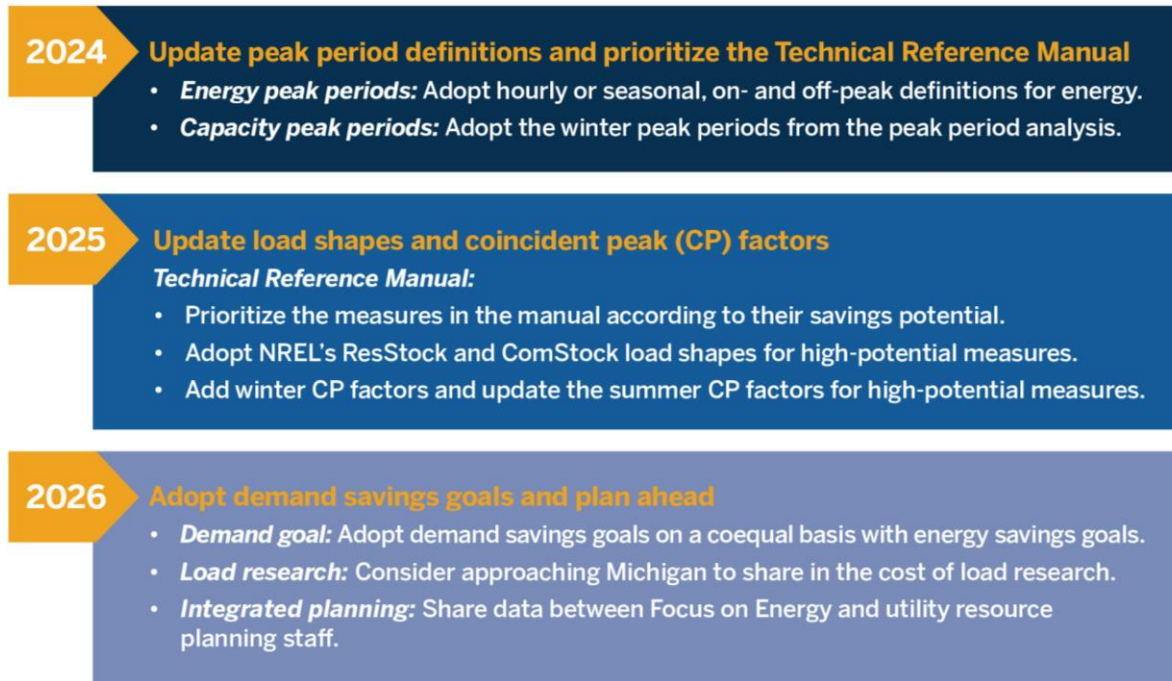 2024
Update peak period definitions and prioritize the Technical Reference Manual
• Energy peak periods: Adopt hourly or seasonal, on- and off-peak definitions for energy.
• Capacity peak periods: Adopt the winter peak periods from the peak period analysis.
2025
Update load shapes and coincident peak (CP) factors
Technical Reference Manual:
• Prioritize the measures in the manual according to their savings potential.
• Adopt NREL's ResStock and ComStock load shapes for high-potential measures.
• Add winter CP factors and update the summer CP factors for high-potential measures.
2026
Adopt demand savings goals and plan ahead
• Demand goal: Adopt demand savings goals on a coequal basis with energy savings goals.
• Load research: Consider approaching Michigan to share in the cost of load research.
• Integrated planning: Share data between Focus on Energy and utility resource
planning staff.